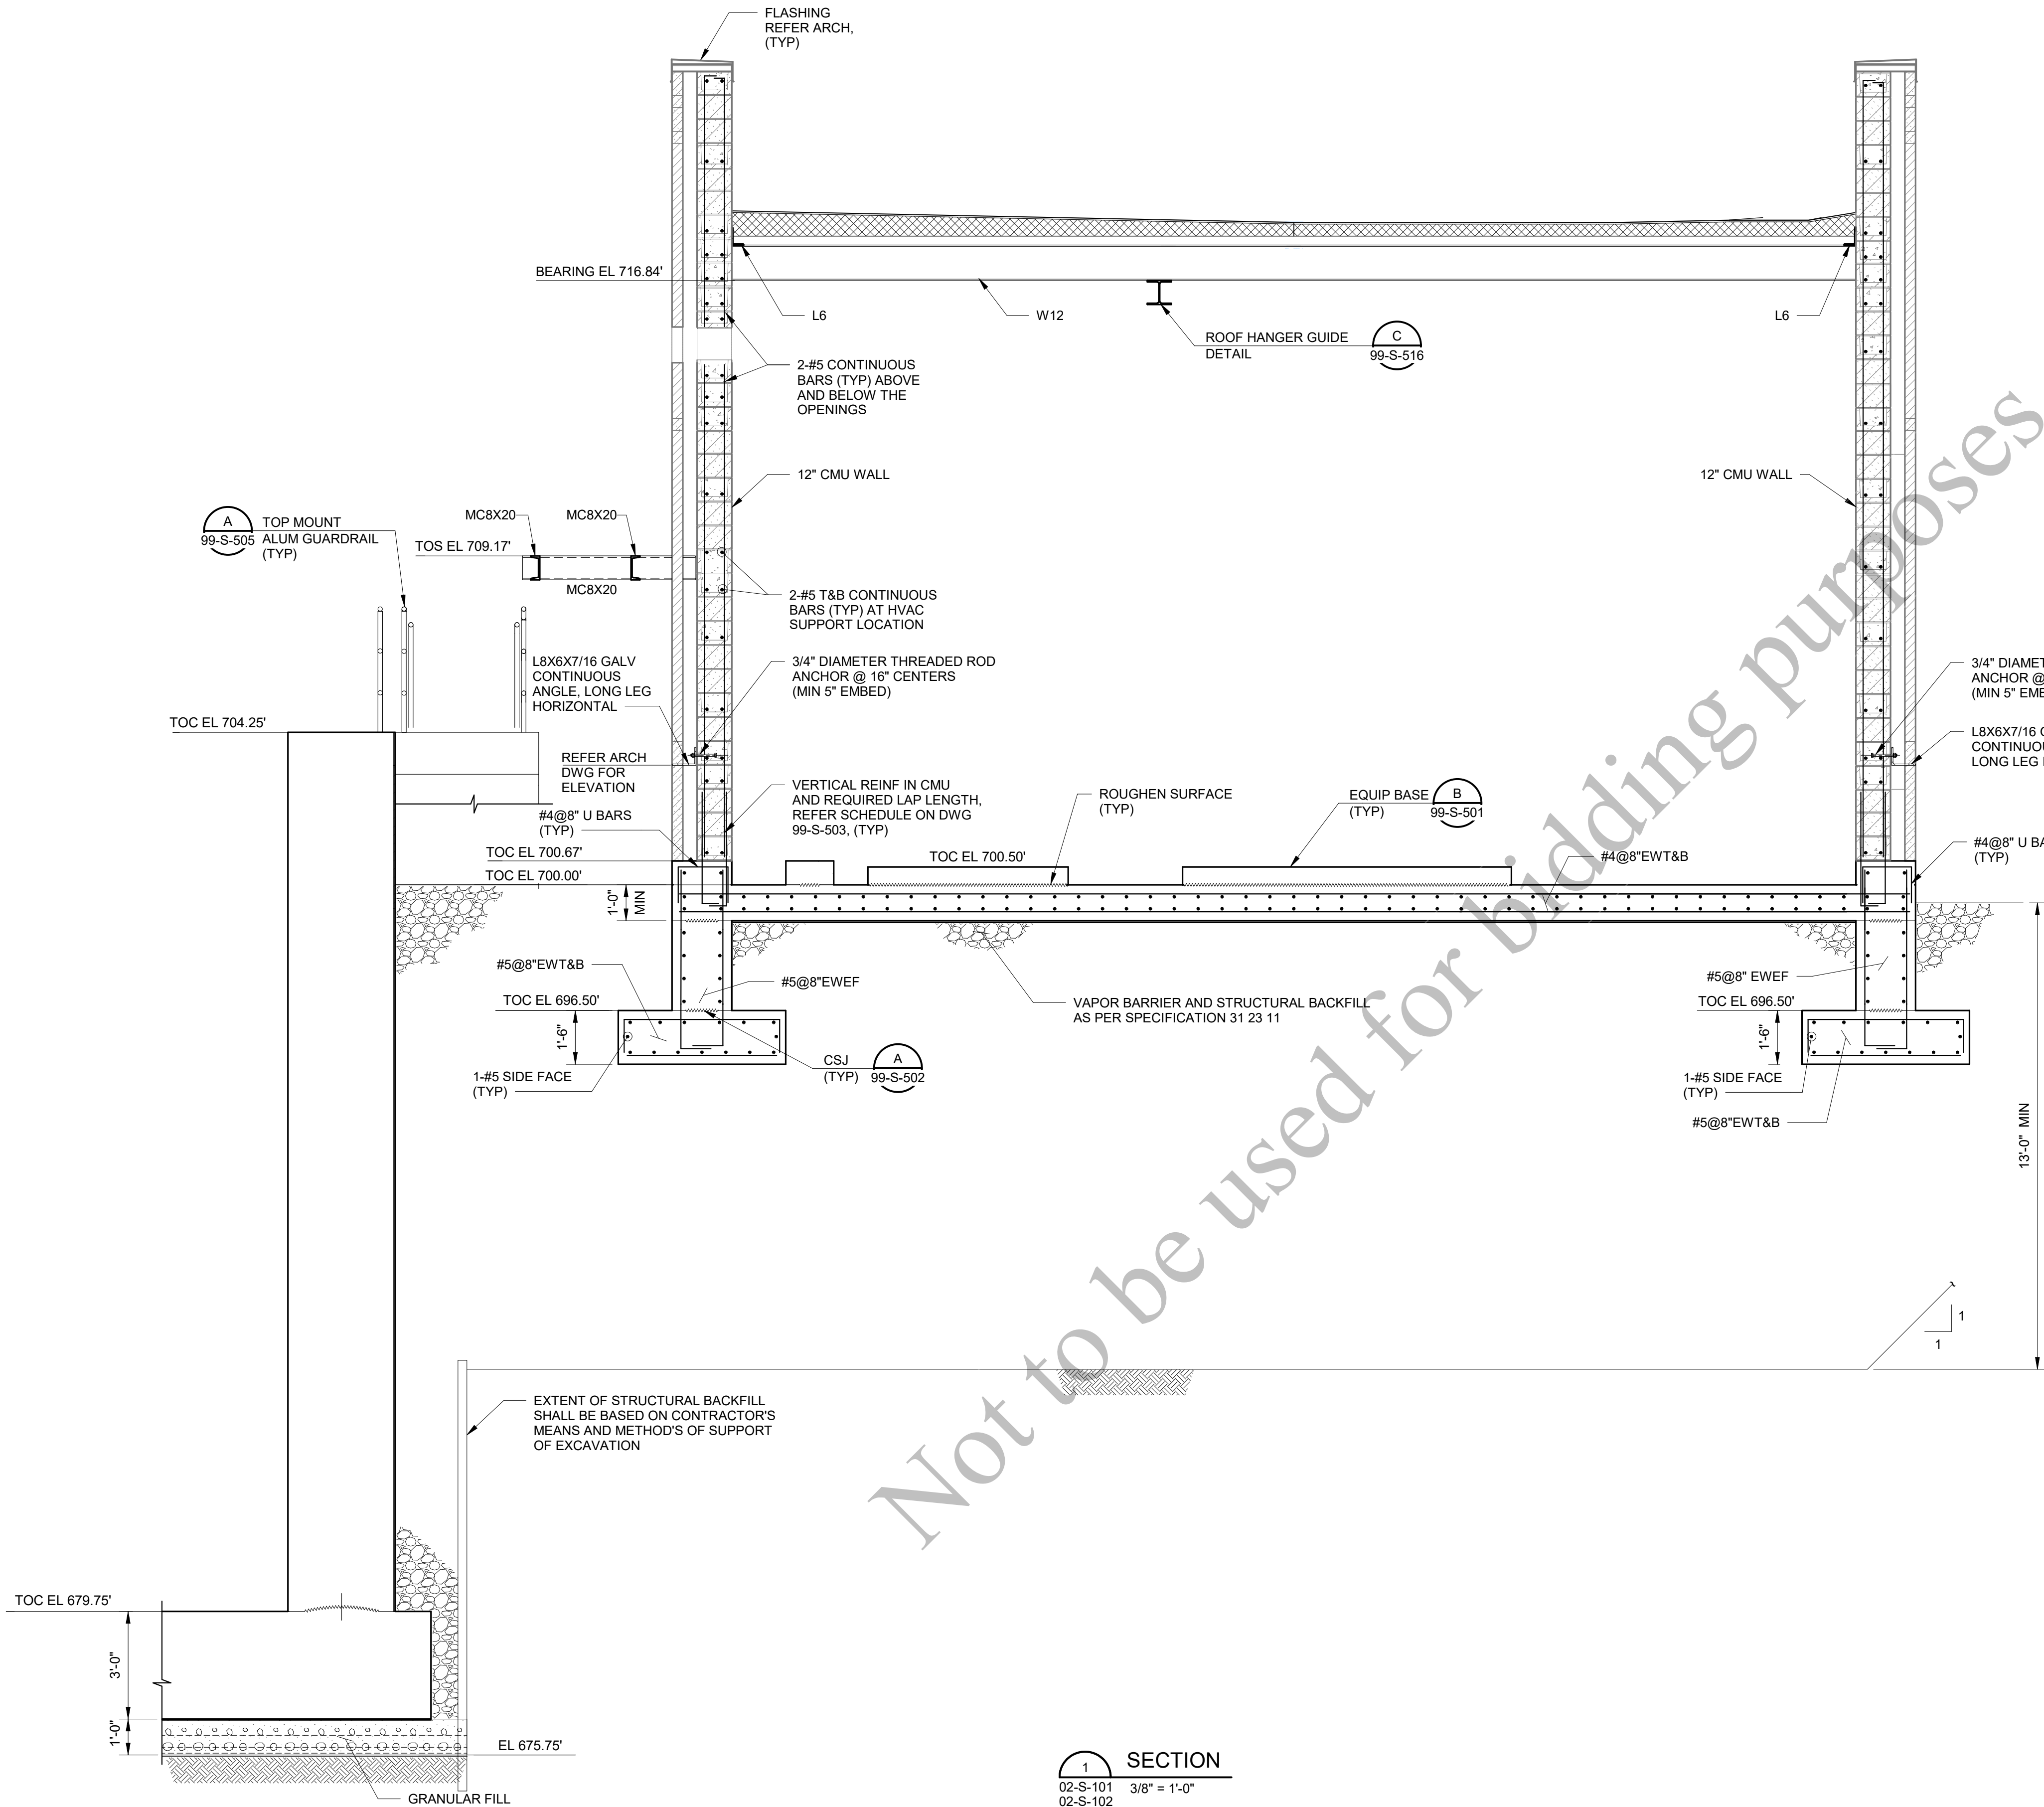 FLASHING
REFER ARCH,
(TYP)
BEARING EL 716.84'
L6
W12
L6
ROOF HANGER GUIDE
DETAIL
C
99-S-516
2-#5 CONTINUOUS
BARS (TYP) ABOVE
AND BELOW THE
OPENINGS
12" CMU WALL
12" CMU WALL
A
99-S-505
TOP MOUNT
ALUM GUARDRAIL
(TYP)
MC8X20
MC8X20
TOS EL 709.17'
MC8X20
2-#5 T&B CONTINUOUS
BARS (TYP) AT HVAC
SUPPORT LOCATION
L8X6X7/16 GALV
CONTINUOUS
ANGLE, LONG LEG
HORIZONTAL
3/4" DIAMETER THREADED ROD
ANCHOR @ 16" CENTERS
(MIN 5" EMBED)
3/4" DIAMET
ANCHOR @
(MIN 5" EMB
TOC EL 704.25'
REFER ARCH
DWG FOR
ELEVATION
L8X6X7/16 G
CONTINUOU
LONG LEG
VERTICAL REINF IN CMU
AND REQUIRED LAP LENGTH,
REFER SCHEDULE ON DWG
99-S-503, (TYP)
ROUGHEN SURFACE
(TYP)
EQUIP BASE
(TYP)
B
99-S-501
#4@8" U BARS
(TYP)
#4@8" U BA
(TYP)
TOC EL 700.67'
TOC EL 700.50'
#4@8"EWT&B
TOC EL 700.00'
1'-0"
MIN
#5@8"EWT&B
#5@8"EWEF
#5@8" EWEF
TOC EL 696.50'
VAPOR BARRIER AND STRUCTURAL BACKFILL
AS PER SPECIFICATION 31 23 11
TOC EL 696.50'
1'-6"
1'-6"
CSJ
(TYP)
A
99-S-502
1-#5 SIDE FACE
(TYP)
1-#5 SIDE FACE
(TYP)
#5@8"EWT&B
13'-0" MIN
1
1
EXTENT OF STRUCTURAL BACKFILL
SHALL BE BASED ON CONTRACTOR'S
MEANS AND METHOD'S OF SUPPORT
OF EXCAVATION
TOC EL 679.75'
3'-0"
1'-0"
EL 675.75'
GRANULAR FILL
1
SECTION
02-S-101
02-S-102
3/8" = 1'-0"
Not to be used for bidding purposes